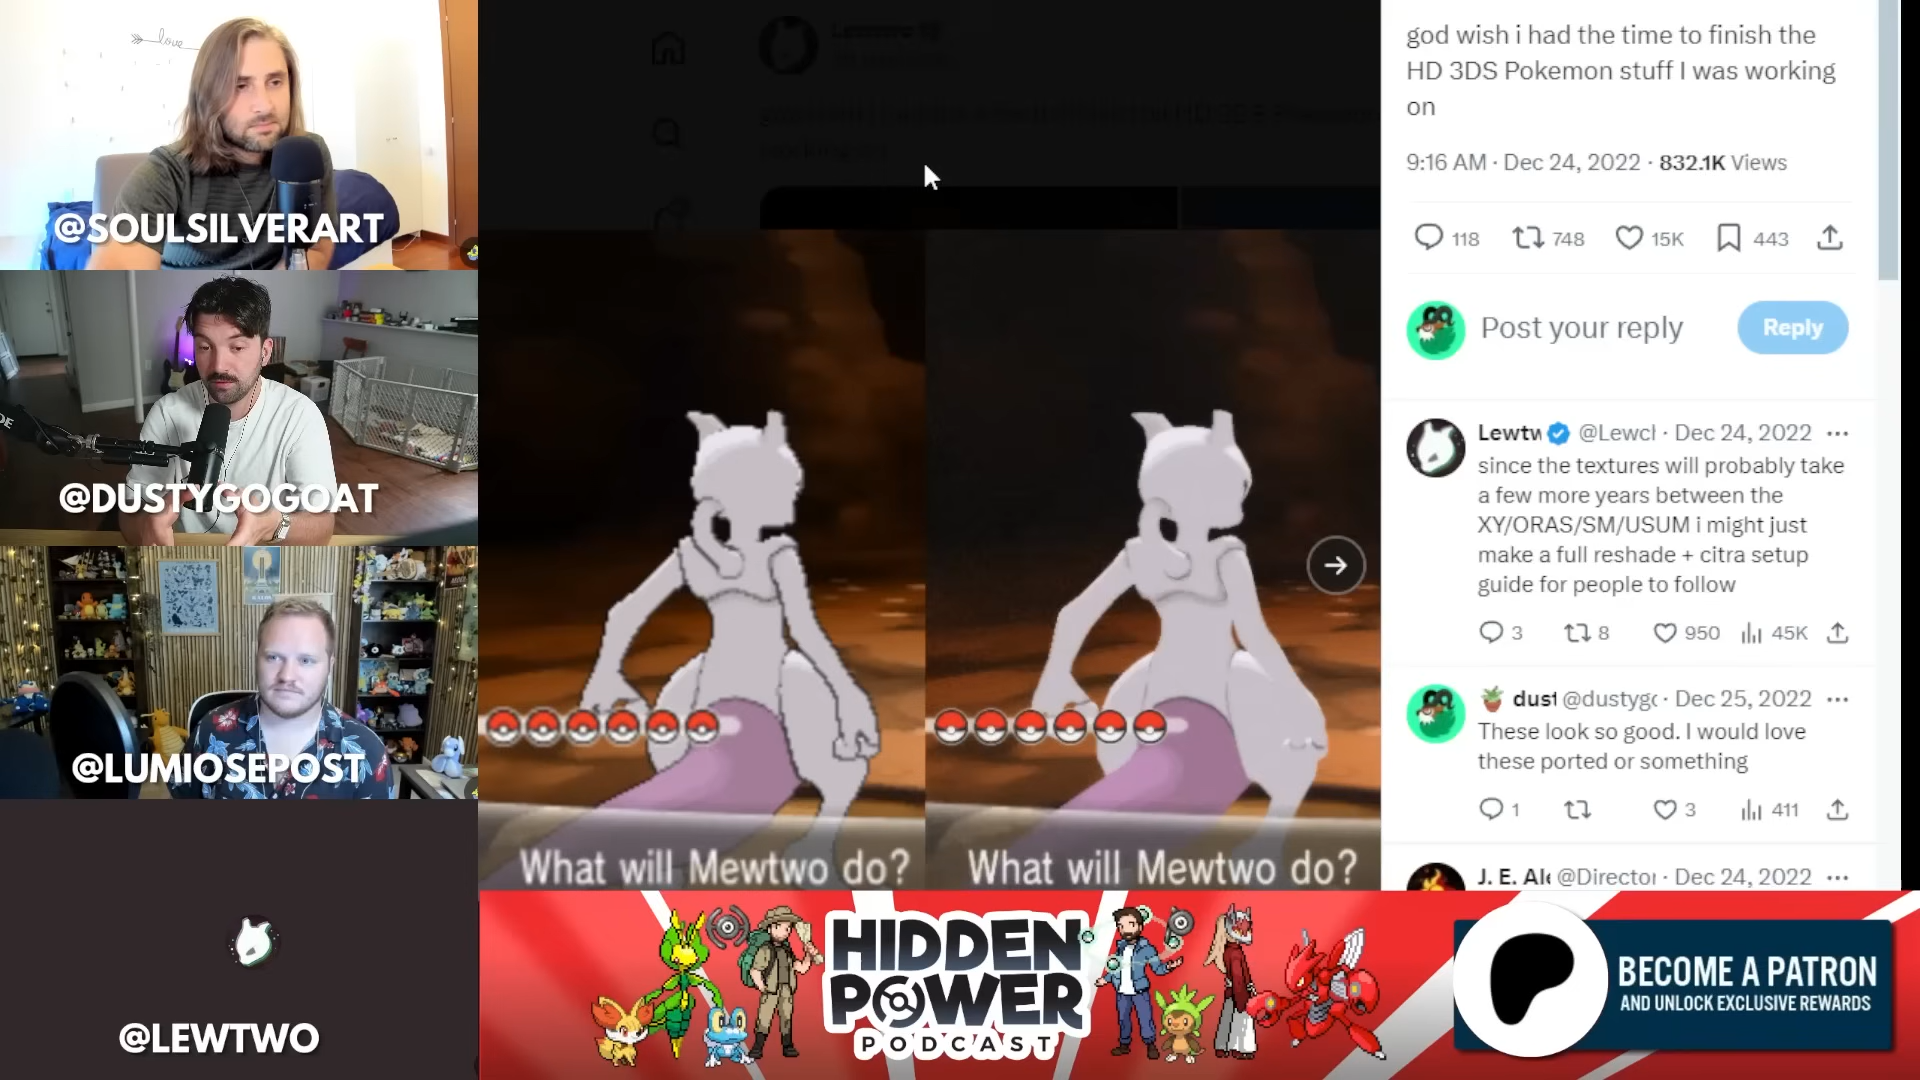 love
@SOULSILVERART
@DUSTYGOGOAT
@LUMIOSEPOST
@LEWTWO
What will Mewtwo do?
What will Mewtwo do?
god wish i had the time to finish the
HD 3DS Pokemon stuff I was working
on
9:16 AM · Dec 24, 2022 · 832.1K Views
118 748 15K 443
Post your reply
Reply
Lewtw @Lewcl · Dec 24, 2022 ···
since the textures will probably take
a few more years between the
XY/ORAS/SM/USUM i might just
make a full reshade + citra setup
guide for people to follow
3 8 950 45K
dust @dustygc · Dec 25, 2022 ···
These look so good. I would love
these ported or something
1 3 411
J. E. Al @Director · Dec 24, 2022 ···
HIDDEN
POWER
PODCAST
BECOME A PATRON
AND UNLOCK EXCLUSIVE REWARDS